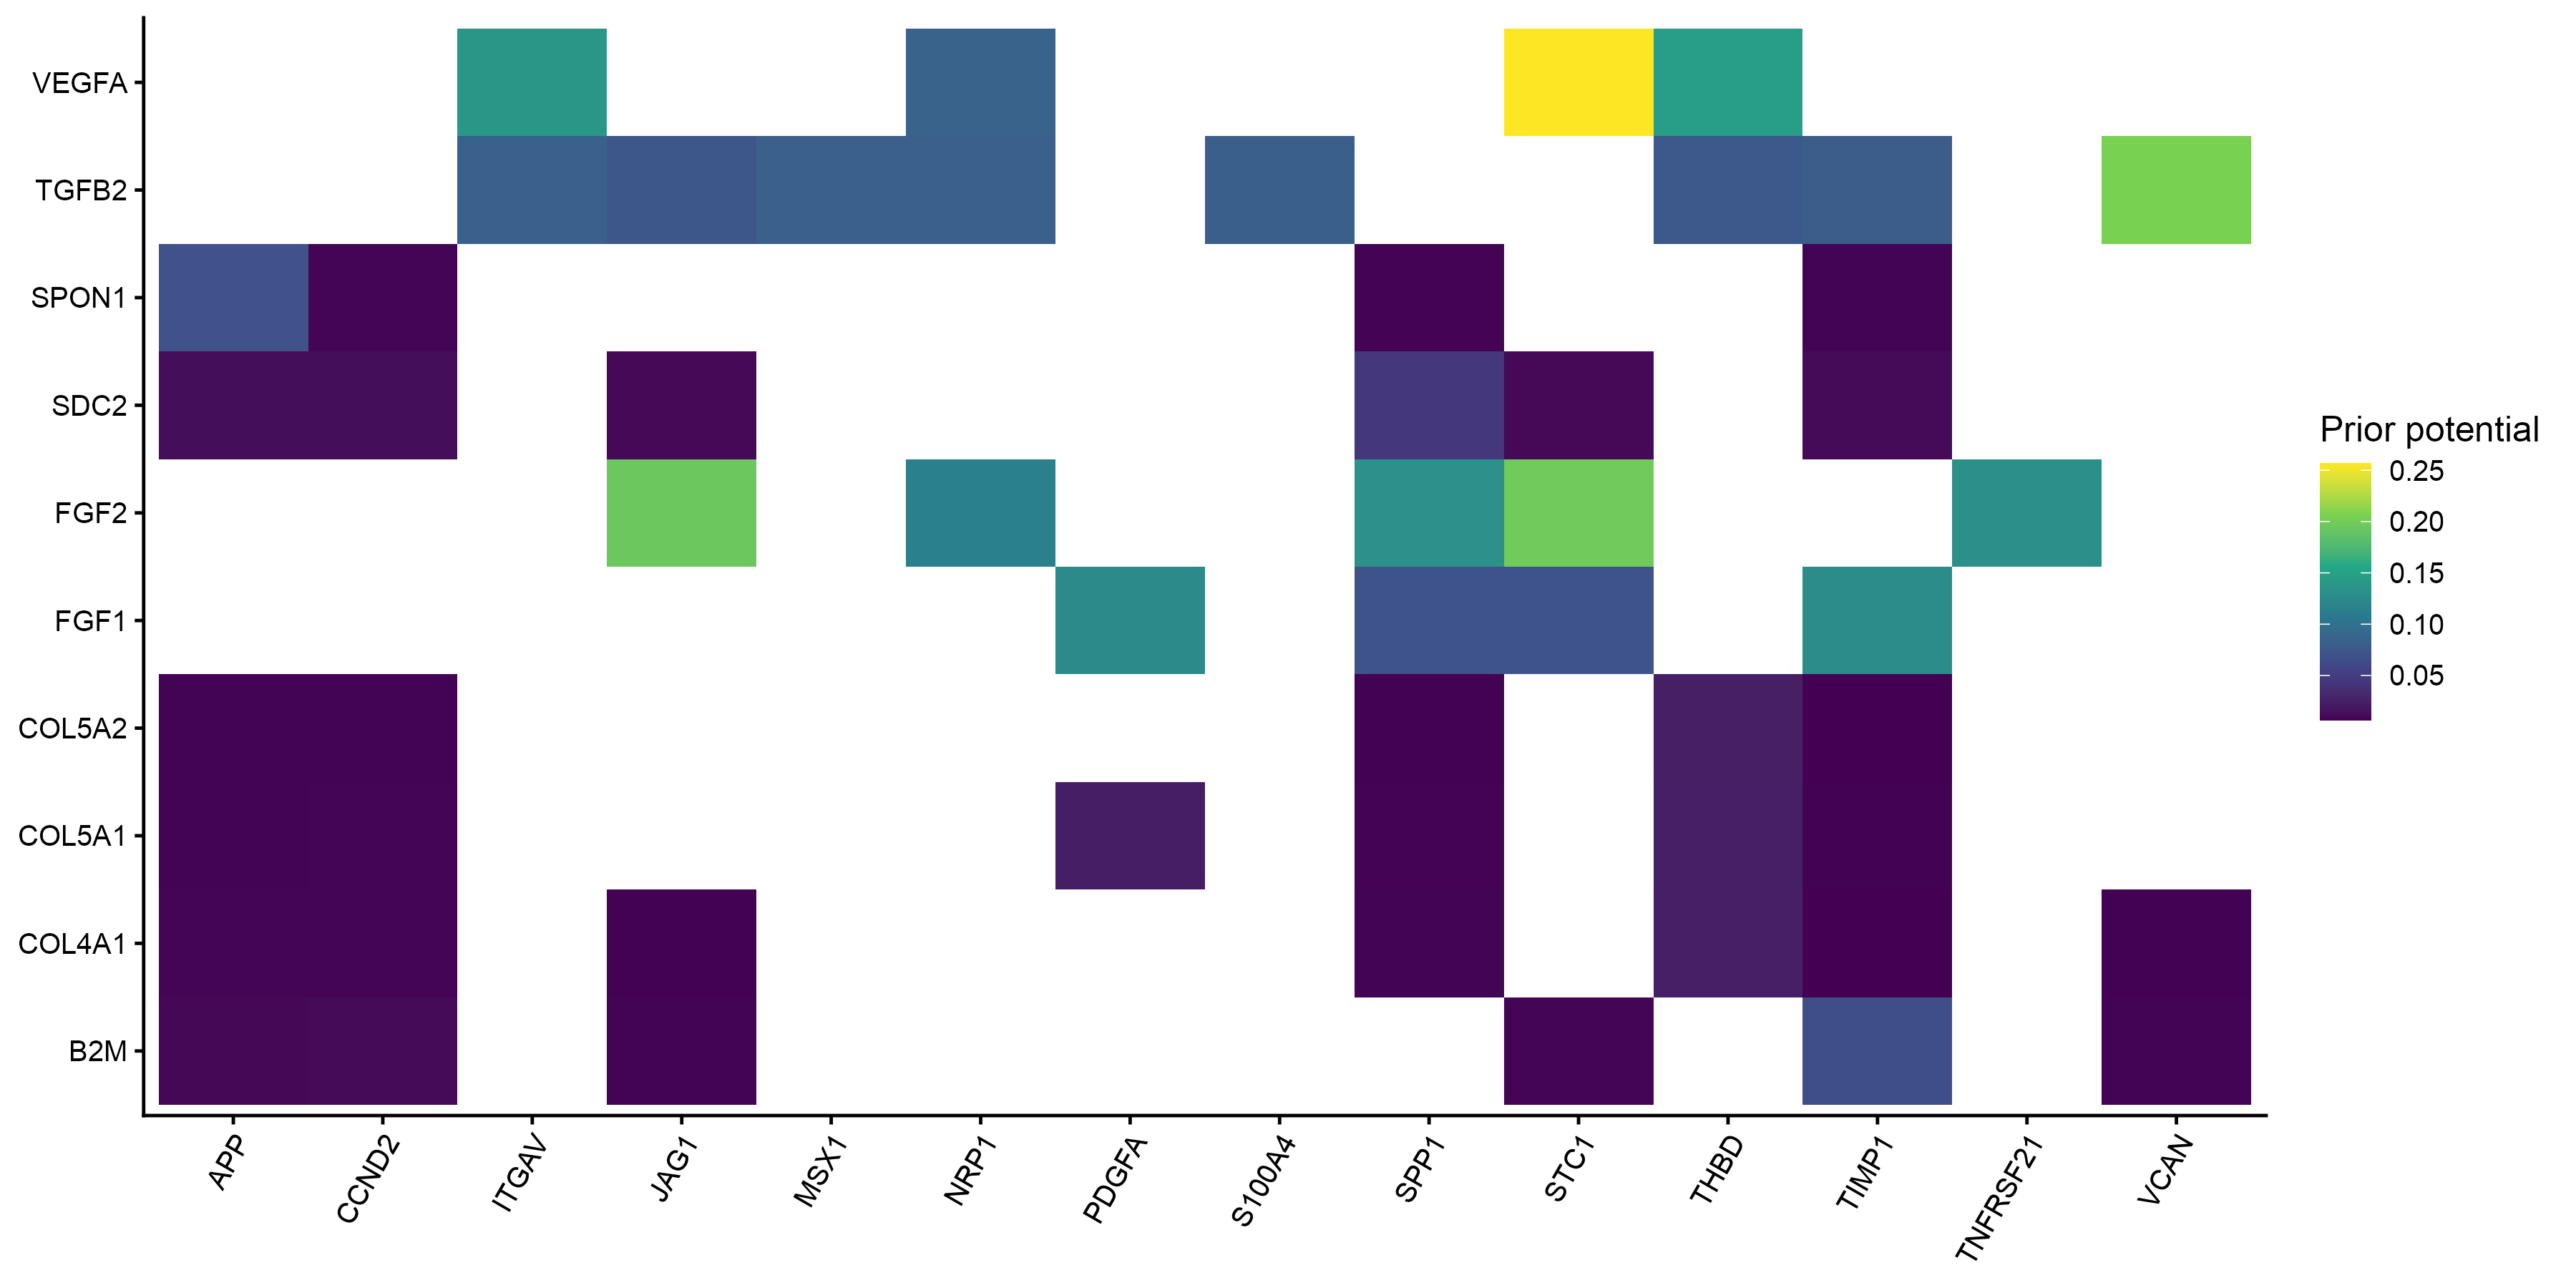 VEGFA
TGFB2
SPON1
SDC2
FGF2
FGF1
COL5A2
COL5A1
COL4A1
B2M
APP
CCND2
ITGAV
JAG1
MSX1
NRP1
PDGFA
S100A4
SPP1
STC1
THBD
TIMP1
TNFRSF21
VCAN
Prior potential
0.25
0.20
0.15
0.10
0.05